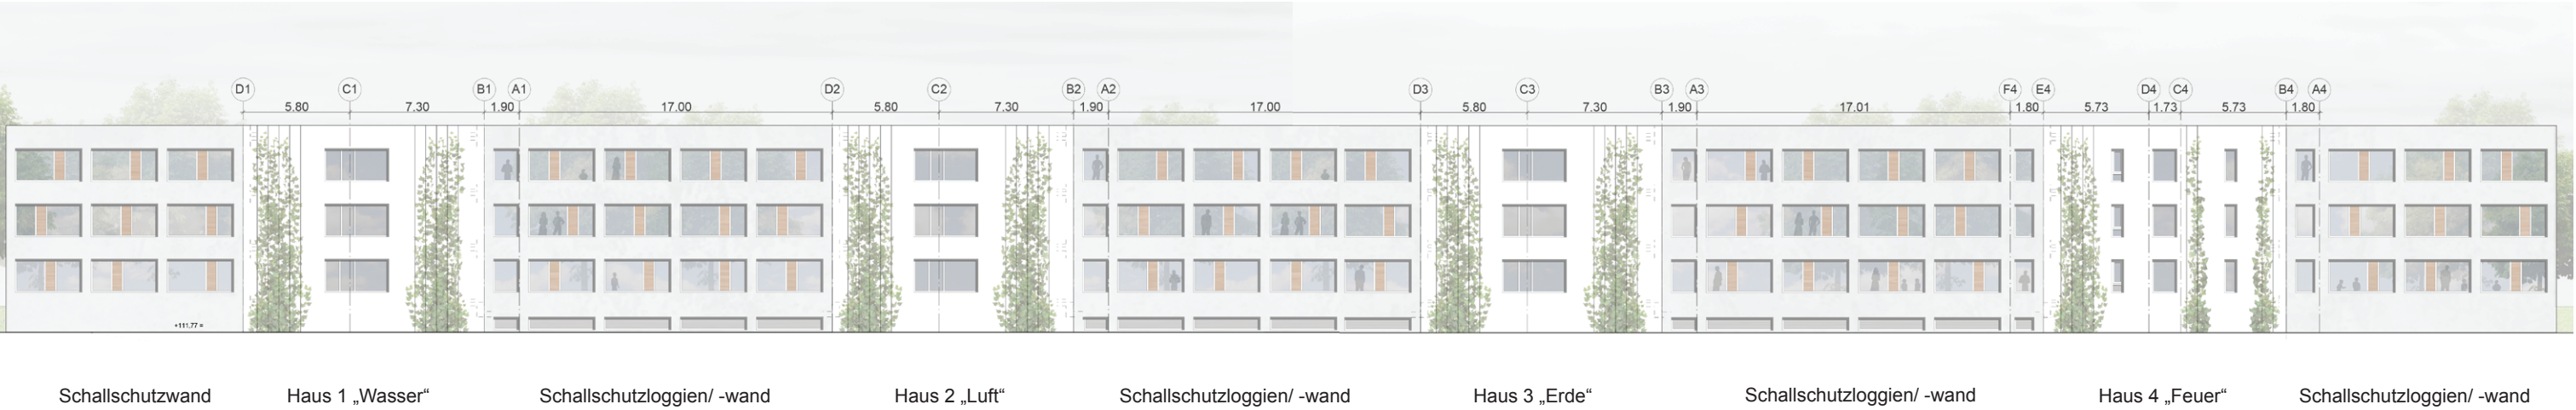 D1 C1 B1 A1 D2 C2 B2 A2 D3 C3 B3 A3 F4 E4 D4 C4 B4 A4
5.80 7.30 1.90 17.00 5.80 7.30 1.90 17.00 5.80 7.30 1.90 17.01 1.80 5.73 1.73 5.73 1.80
+111.77 =
Schallschutzwand Haus 1 „Wasser“ Schallschutzloggien/ -wand Haus 2 „Luft“ Schallschutzloggien/ -wand Haus 3 „Erde“ Schallschutzloggien/ -wand Haus 4 „Feuer“ Schallschutzloggien/ -wand